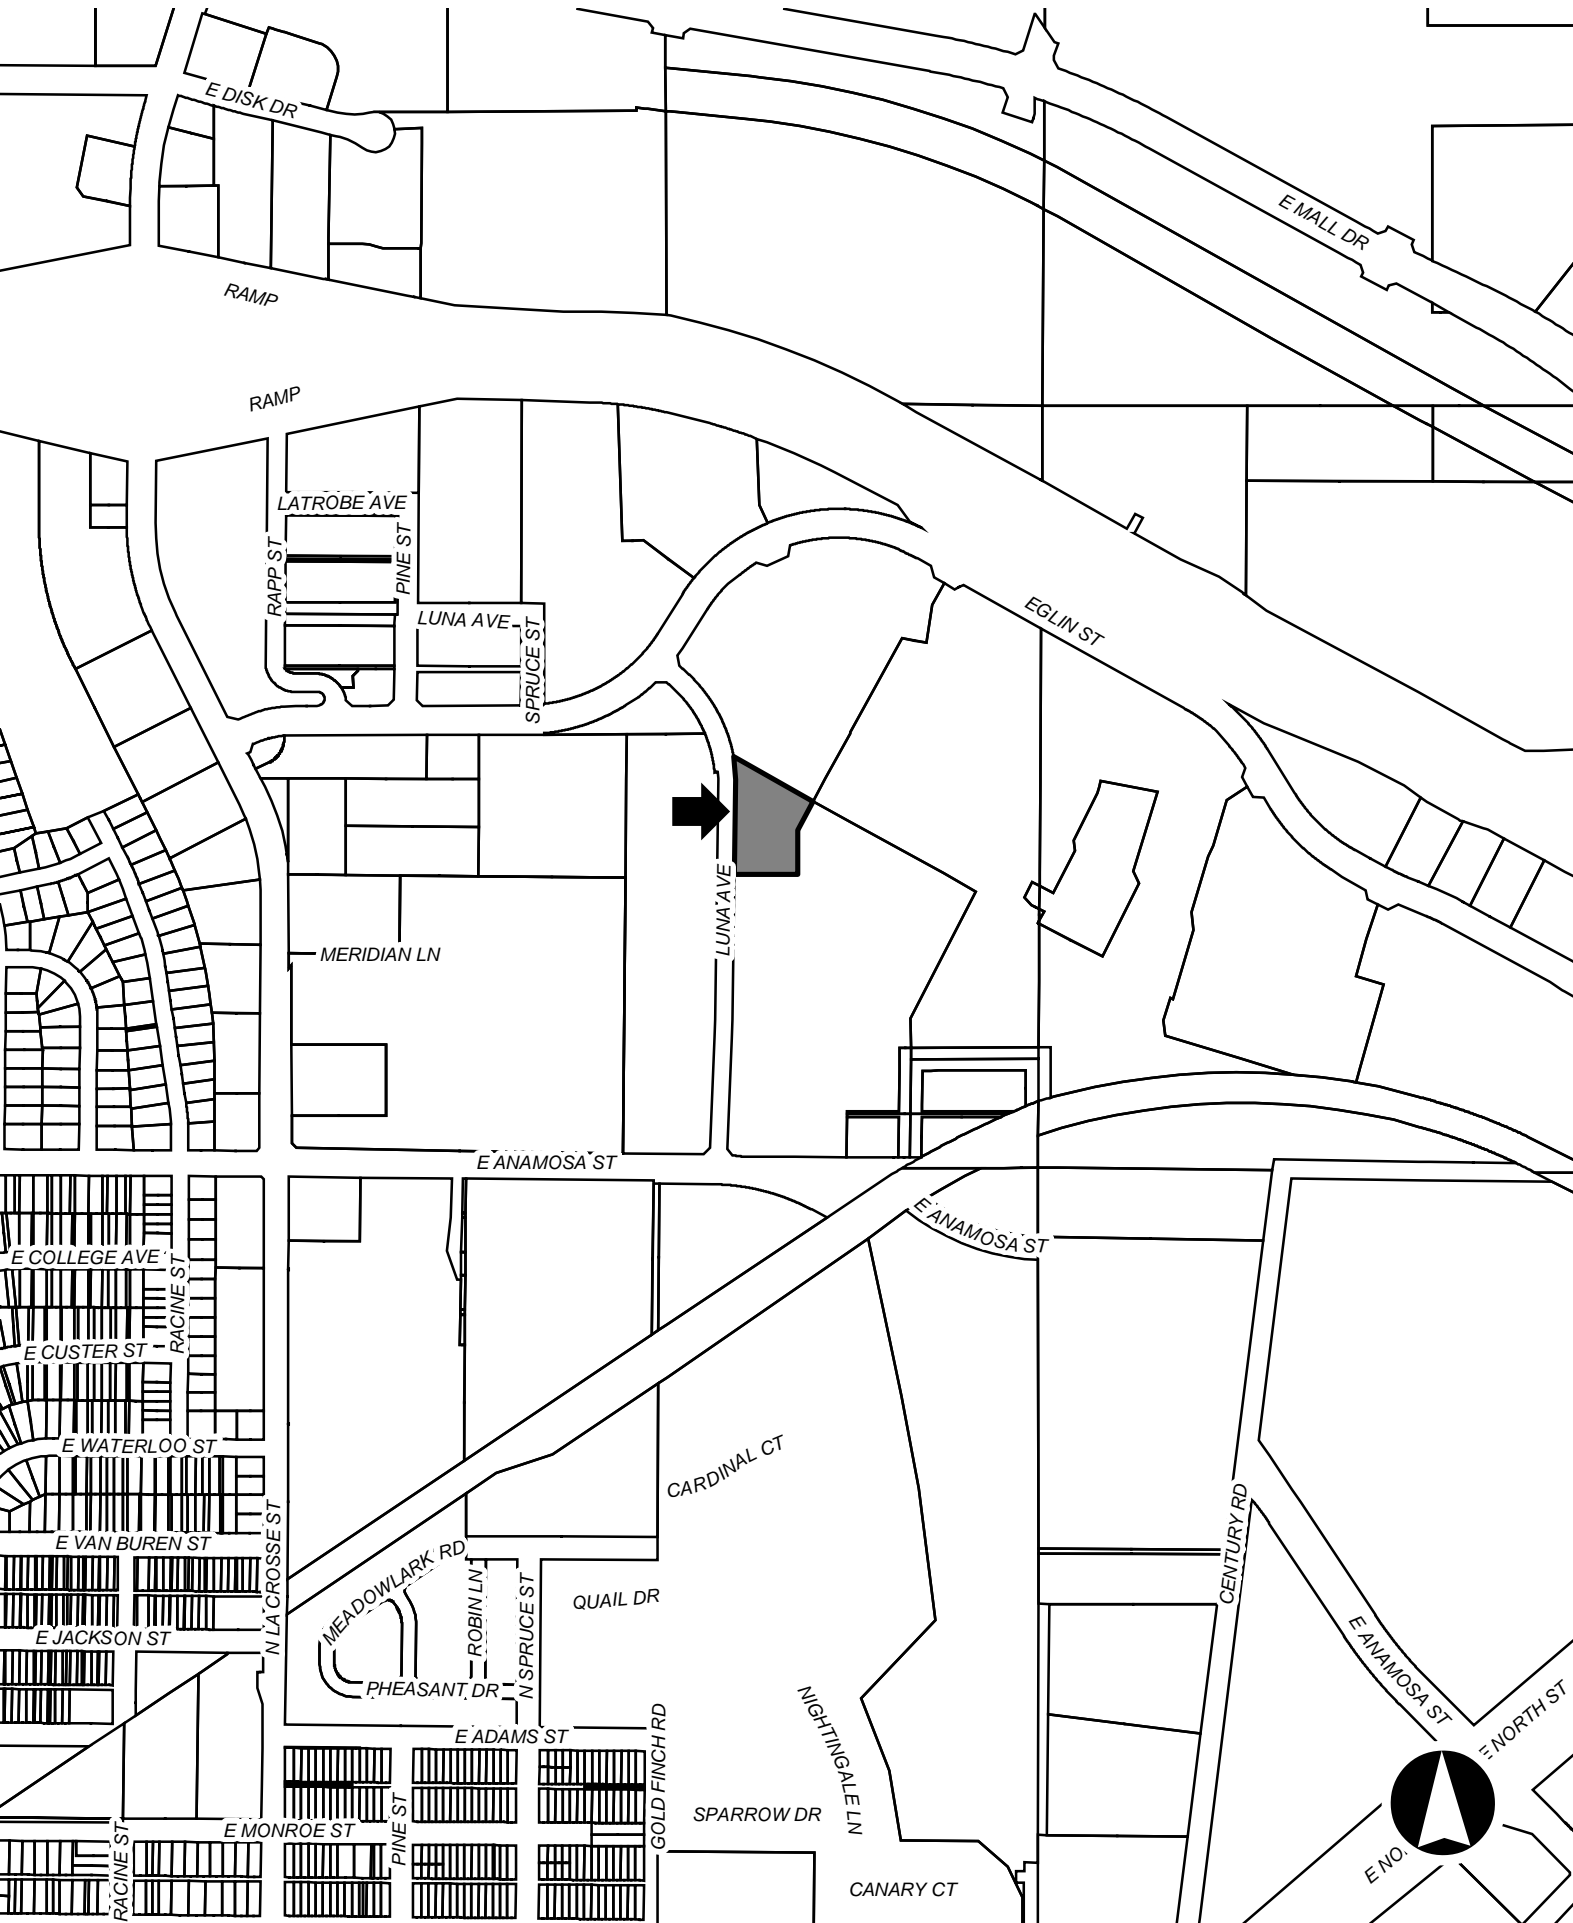 E DISK DR
E MALL DR
RAMP
RAMP
LATROBE AVE
PINE ST
RAPP ST
LUNA AVE
SPRUCE ST
EGLIN ST
LUNA AVE
MERIDIAN LN
E ANAMOSA ST
E ANAMOSA ST
E COLLEGE AVE
RACINE ST
E CUSTER ST
E WATERLOO ST
CARDINAL CT
CENTURY RD
N LA CROSSE ST
E VAN BUREN ST
MEADOWLARK RD
ROBIN LN
N SPRUCE ST
QUAIL DR
E JACKSON ST
E ANAMOSA ST
PHEASANT DR
E NORTH ST
NIGHTINGALE LN
GOLD FINCH RD
E ADAMS ST
SPARROW DR
E MONROE ST
PINE ST
RACINE ST
E NO
CANARY CT